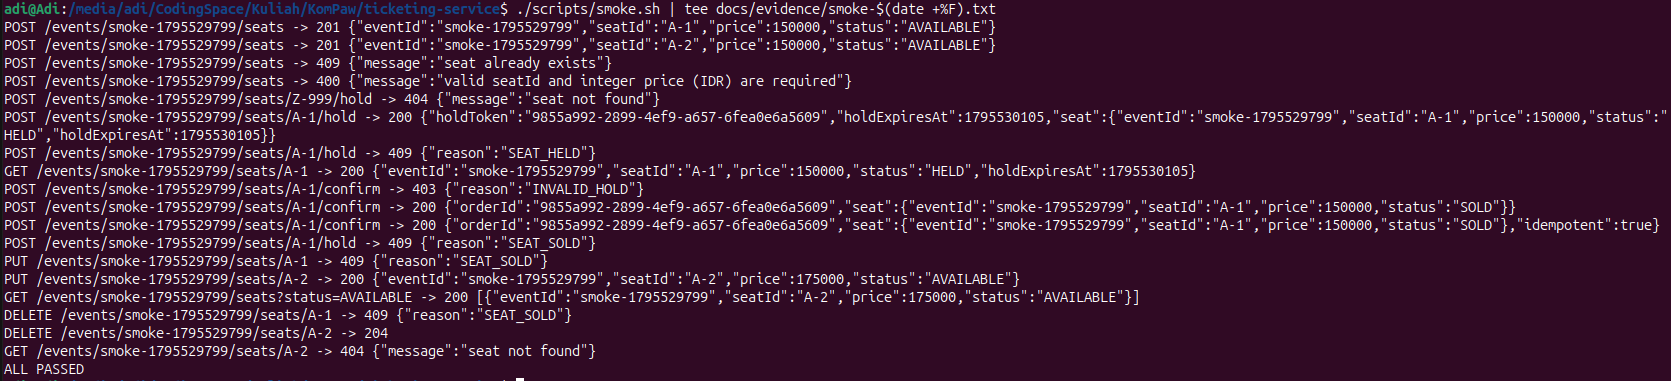 adi@Adi:/media/adi/CodingSpace/Kuliah/KomPaw/ticketing-service$ ./scripts/smoke.sh | tee docs/evidence/smoke-$(date +%F).txt
POST /events/smoke-1795529799/seats -> 201 {"eventId":"smoke-1795529799","seatId":"A-1","price":150000,"status":"AVAILABLE"}
POST /events/smoke-1795529799/seats -> 201 {"eventId":"smoke-1795529799","seatId":"A-2","price":150000,"status":"AVAILABLE"}
POST /events/smoke-1795529799/seats -> 409 {"message":"seat already exists"}
POST /events/smoke-1795529799/seats -> 400 {"message":"valid seatId and integer price (IDR) are required"}
POST /events/smoke-1795529799/seats/Z-999/hold -> 404 {"message":"seat not found"}
POST /events/smoke-1795529799/seats/A-1/hold -> 200 {"holdToken":"9855a992-2899-4ef9-a657-6fea0e6a5609","holdExpiresAt":1795530105,"seat":{"eventId":"smoke-1795529799","seatId":"A-1","price":150000,"status":"
HELD","holdExpiresAt":1795530105}}
POST /events/smoke-1795529799/seats/A-1/hold -> 409 {"reason":"SEAT_HELD"}
GET /events/smoke-1795529799/seats/A-1 -> 200 {"eventId":"smoke-1795529799","seatId":"A-1","price":150000,"status":"HELD","holdExpiresAt":1795530105}
POST /events/smoke-1795529799/seats/A-1/confirm -> 403 {"reason":"INVALID_HOLD"}
POST /events/smoke-1795529799/seats/A-1/confirm -> 200 {"orderId":"9855a992-2899-4ef9-a657-6fea0e6a5609","seat":{"eventId":"smoke-1795529799","seatId":"A-1","price":150000,"status":"SOLD"}}
POST /events/smoke-1795529799/seats/A-1/confirm -> 200 {"orderId":"9855a992-2899-4ef9-a657-6fea0e6a5609","seat":{"eventId":"smoke-1795529799","seatId":"A-1","price":150000,"status":"SOLD"},"idempotent":true}
POST /events/smoke-1795529799/seats/A-1/hold -> 409 {"reason":"SEAT_SOLD"}
PUT /events/smoke-1795529799/seats/A-1 -> 409 {"reason":"SEAT_SOLD"}
PUT /events/smoke-1795529799/seats/A-2 -> 200 {"eventId":"smoke-1795529799","seatId":"A-2","price":175000,"status":"AVAILABLE"}
GET /events/smoke-1795529799/seats?status=AVAILABLE -> 200 [{"eventId":"smoke-1795529799","seatId":"A-2","price":175000,"status":"AVAILABLE"}]
DELETE /events/smoke-1795529799/seats/A-1 -> 409 {"reason":"SEAT_SOLD"}
DELETE /events/smoke-1795529799/seats/A-2 -> 204
GET /events/smoke-1795529799/seats/A-2 -> 404 {"message":"seat not found"}
ALL PASSED